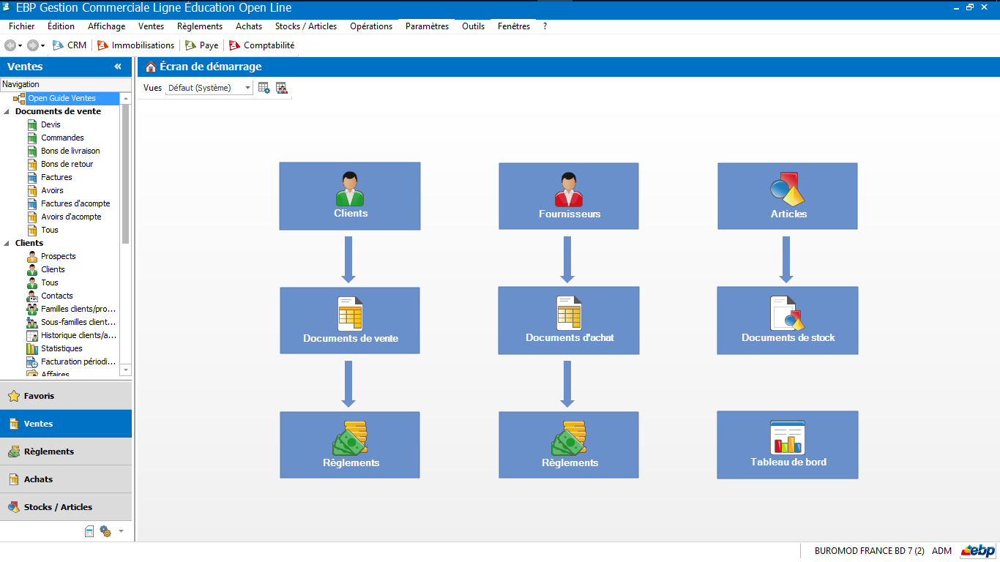 EBP Gestion Commerciale Ligne Éducation Open Line
Fichier Édition Affichage Ventes Règlements Achats Stocks / Articles Opérations Paramètres Outils Fenêtres ?
CRM Immobilisations Paye Comptabilité
Ventes «
Navigation
Open Guide Ventes
Documents de vente
Devis
Commandes
Bons de livraison
Bons de retour
Factures
Avoirs
Factures d'acompte
Avoirs d'acompte
Tous
Clients
Prospects
Clients
Tous
Contacts
Familles clients/pro...
Sous-familles client...
Historique clients/a...
Statistiques
Facturation périodi...
Affaires
Favoris
Ventes
Règlements
Achats
Stocks / Articles
Écran de démarrage
Vues Défaut (Système)
Clients
Fournisseurs
Articles
Documents de vente
Documents d'achat
Documents de stock
Règlements
Règlements
Tableau de bord
BUROMOD FRANCE BD 7 (2) ADM ebp